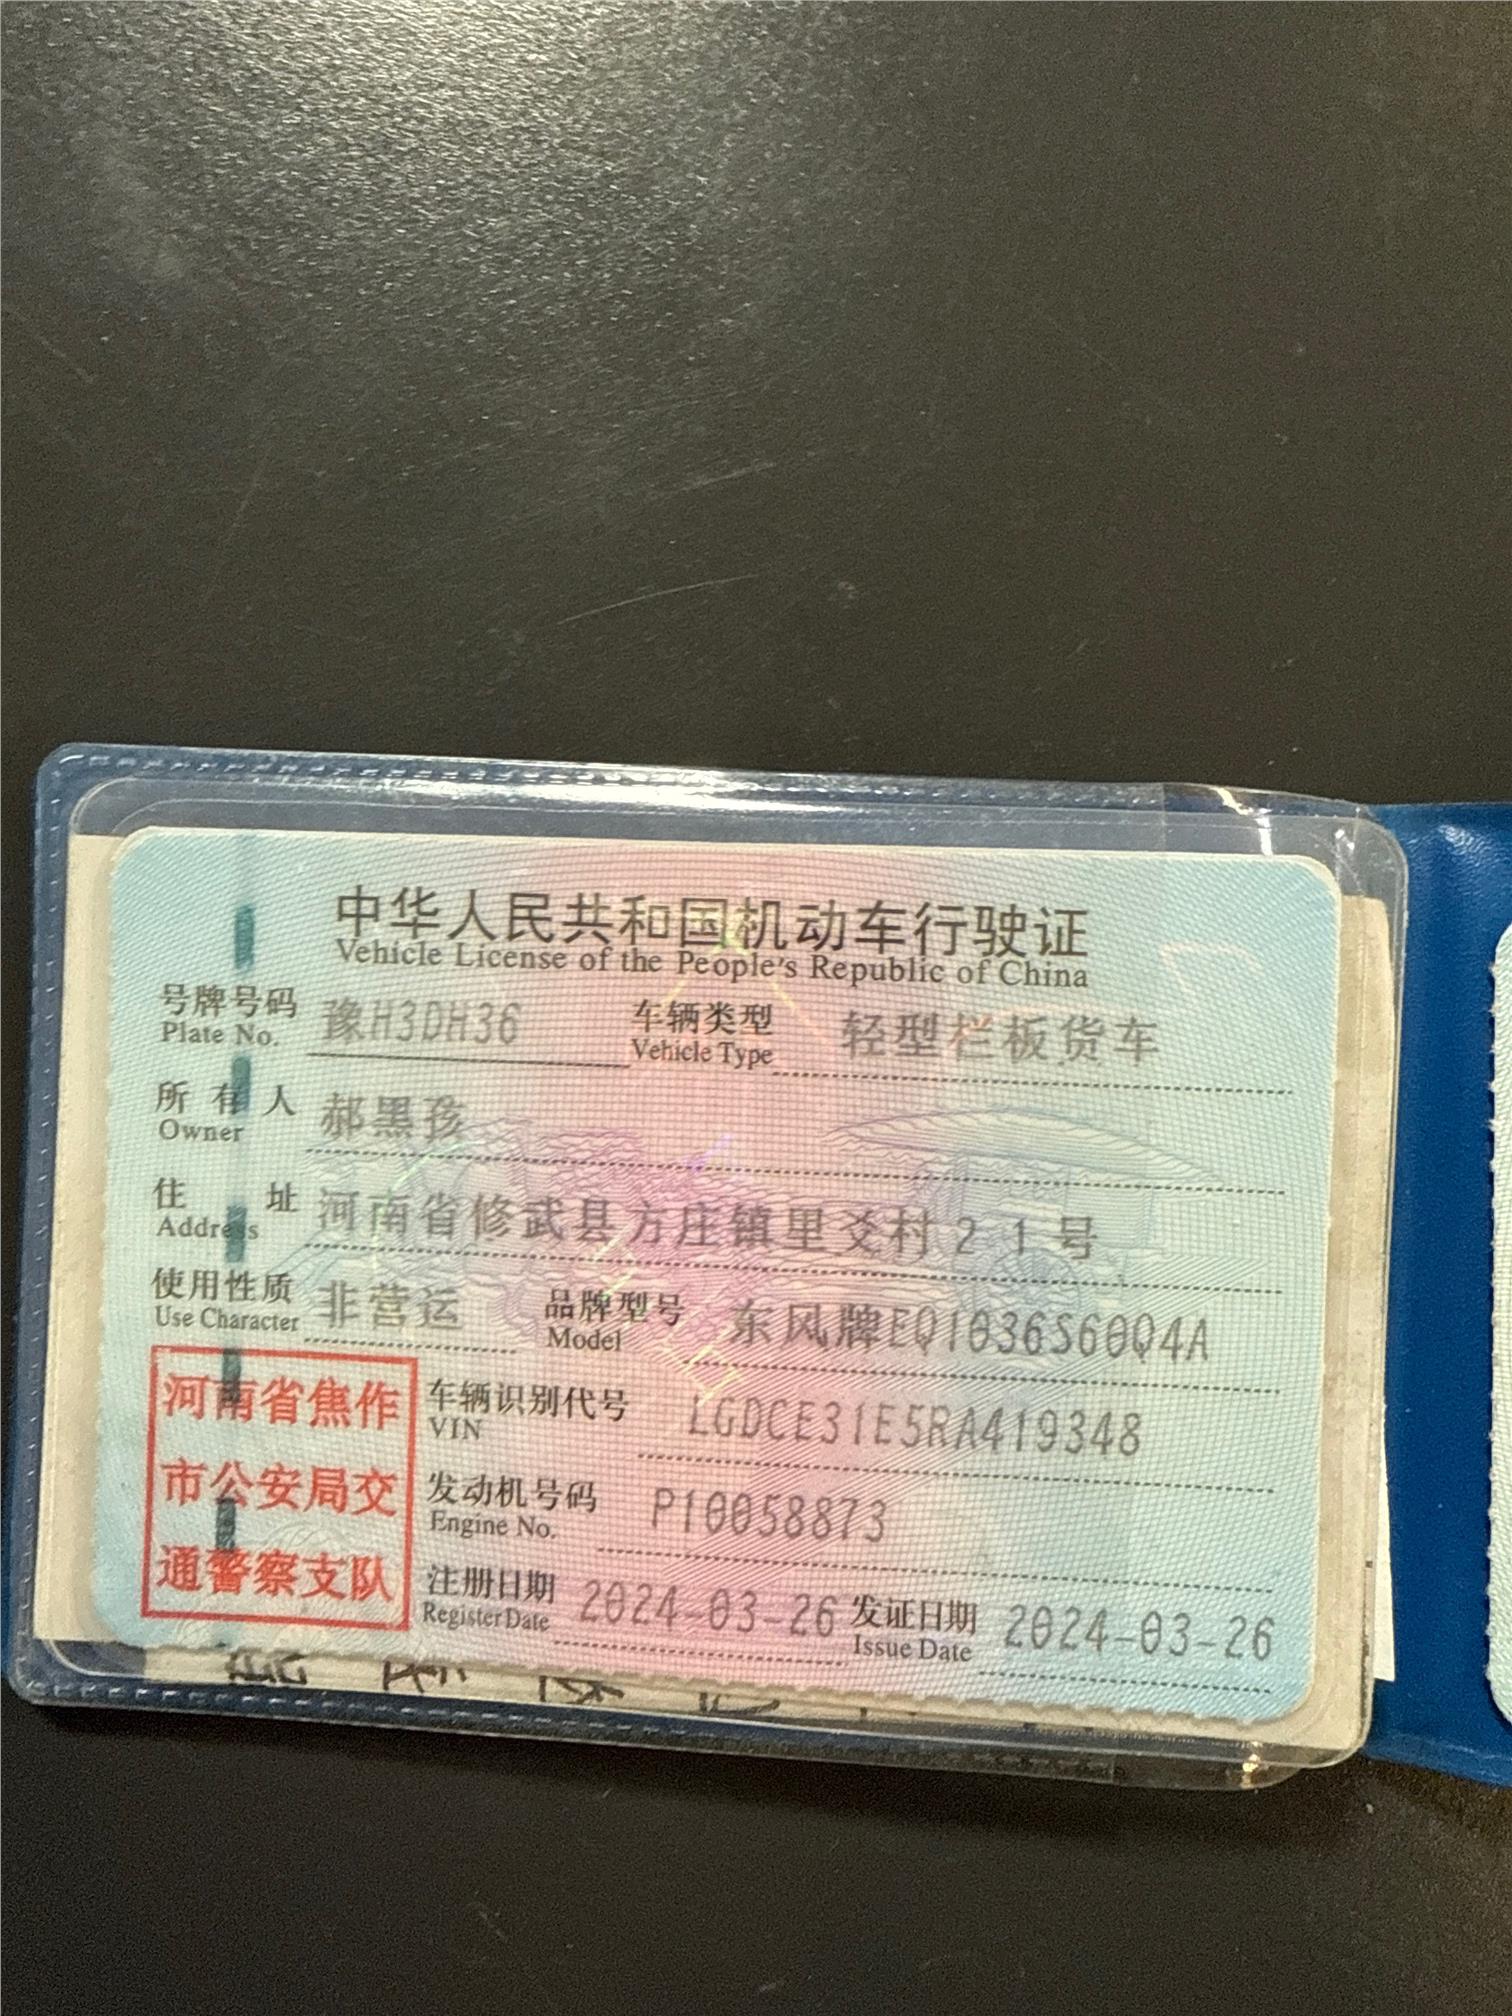 中华人民共和国机动车行驶证
Vehicle License of the People's Republic of China
号牌号码 豫H3DH36 车辆类型 轻型栏板货车
Plate No. Vehicle Type
所有人 郝黑孩
Owner
住址 河南省修武县方庄镇里爻村21号
Address
使用性质 非营运 品牌型号 东风牌EQ1036S60Q4A
Use Character Model
河南省焦作
市公安局交
通警察支队
车辆识别代号 LGDCE31E5RA419348
VIN
发动机号码 P10058873
Engine No.
注册日期 2024-03-26 发证日期 2024-03-26
Register Date Issue Date